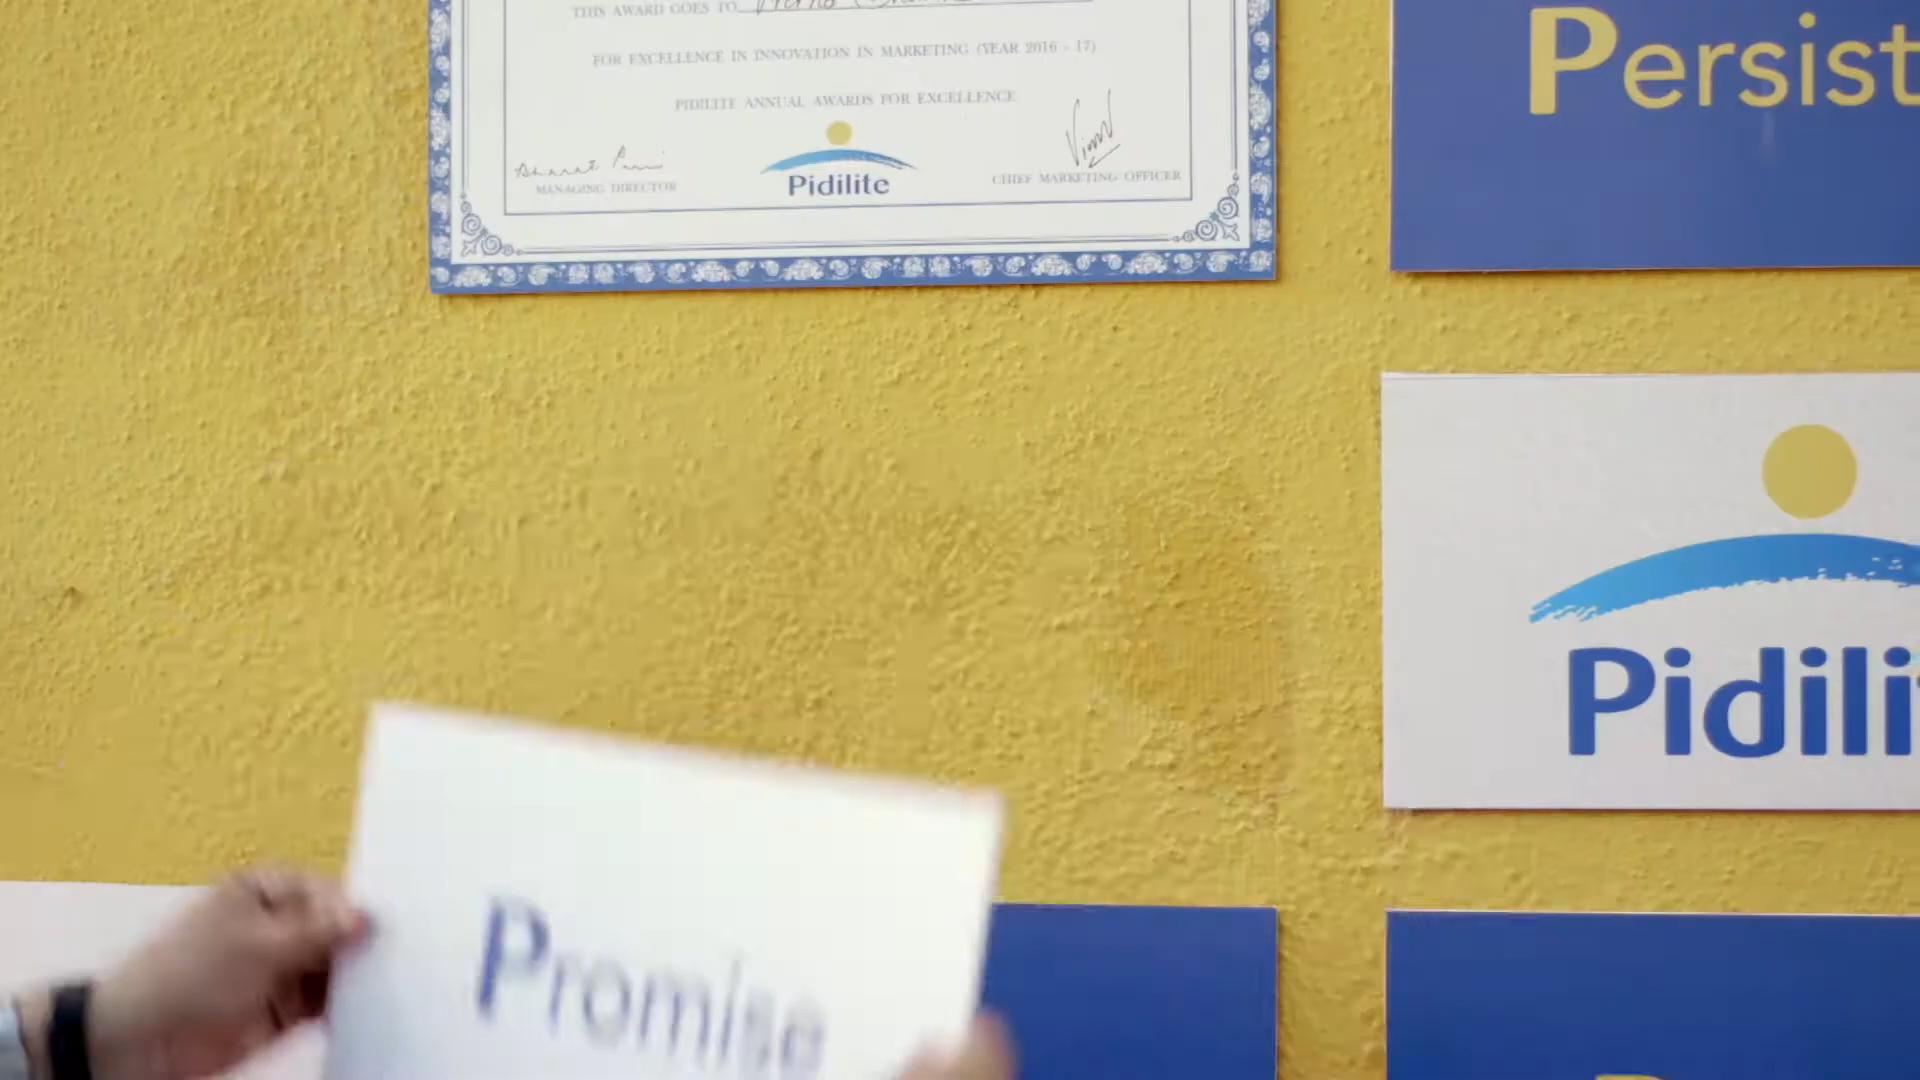 THIS AWARD GOES TO
FOR EXCELLENCE IN INNOVATION IN MARKETING (YEAR 2016 - 17)
PIDILITE ANNUAL AWARDS FOR EXCELLENCE
Pidilite
MANAGING DIRECTOR
CHIEF MARKETING OFFICER
Persist
Pidili
Promise